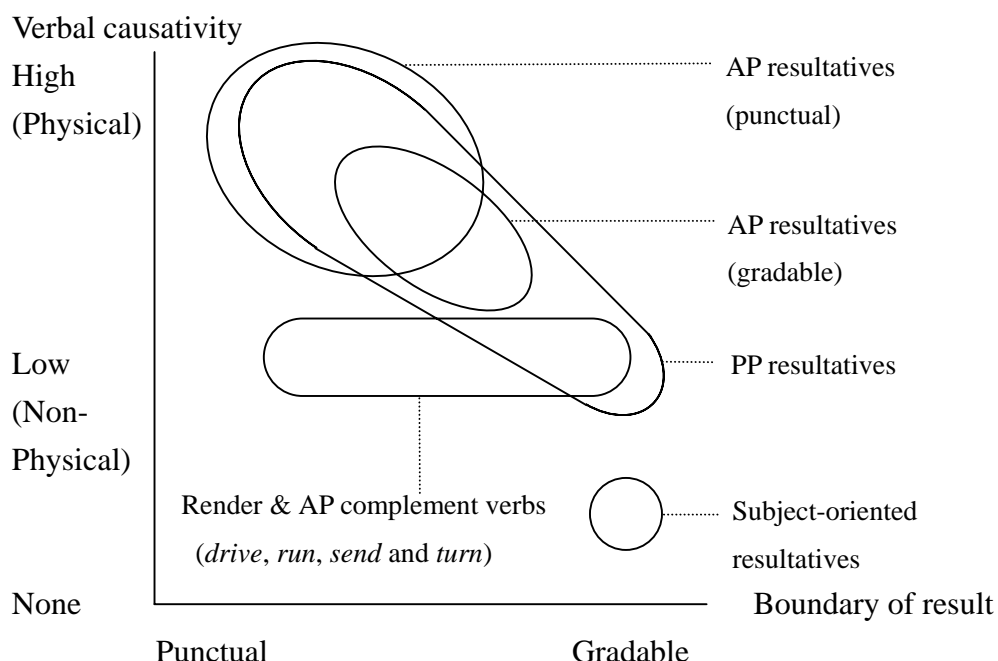 Verbal causativity
High
(Physical)
AP resultatives
(punctual)
AP resultatives
(gradable)
Low
(Non-
Physical)
PP resultatives
Render & AP complement verbs
(drive, run, send and turn)
Subject-oriented
resultatives
None
Boundary of result
Punctual
Gradable